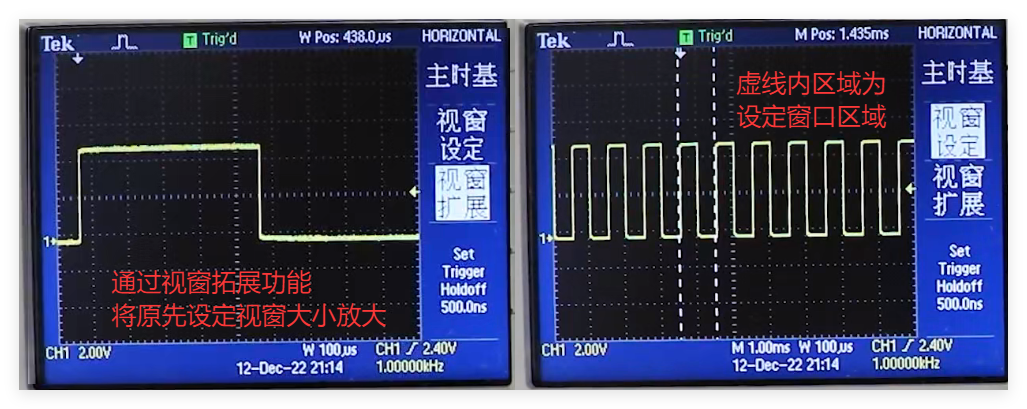 Tek
T Trig'd
W Pos: 438.0µs
HORIZONTAL
主时基
视窗
设定
视窗
扩展
Set
Trigger
Holdoff
500.0ns
1
通过视窗拓展功能
将原先设定视窗大小放大
CH1 2.00V
W 100µs
CH1 / 2.40V
12-Dec-22 21:14
1.00000kHz
Tek
T Trig'd
M Pos: 1.435ms
HORIZONTAL
主时基
视窗
设定
视窗
扩展
Set
Trigger
Holdoff
500.0ns
虚线内区域为
设定窗口区域
1
CH1 2.00V
M 1.00ms W 100µs
CH1 / 2.40V
12-Dec-22 21:14
1.00000kHz